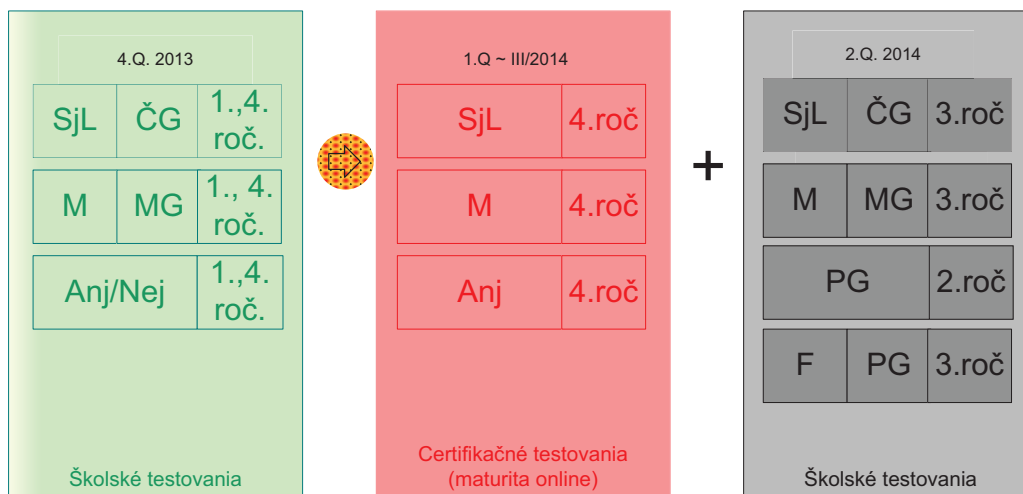 4.Q. 2013
SjL ČG 1.,4. roč.
M MG 1., 4. roč.
Anj/Nej 1.,4. roč.
Školské testovania
1.Q ~ III/2014
SjL 4.roč
M 4.roč
Anj 4.roč
Certifikačné testovania
(maturita online)
+
2.Q. 2014
SjL ČG 3.roč
M MG 3.roč
PG 2.roč
F PG 3.roč
Školské testovania